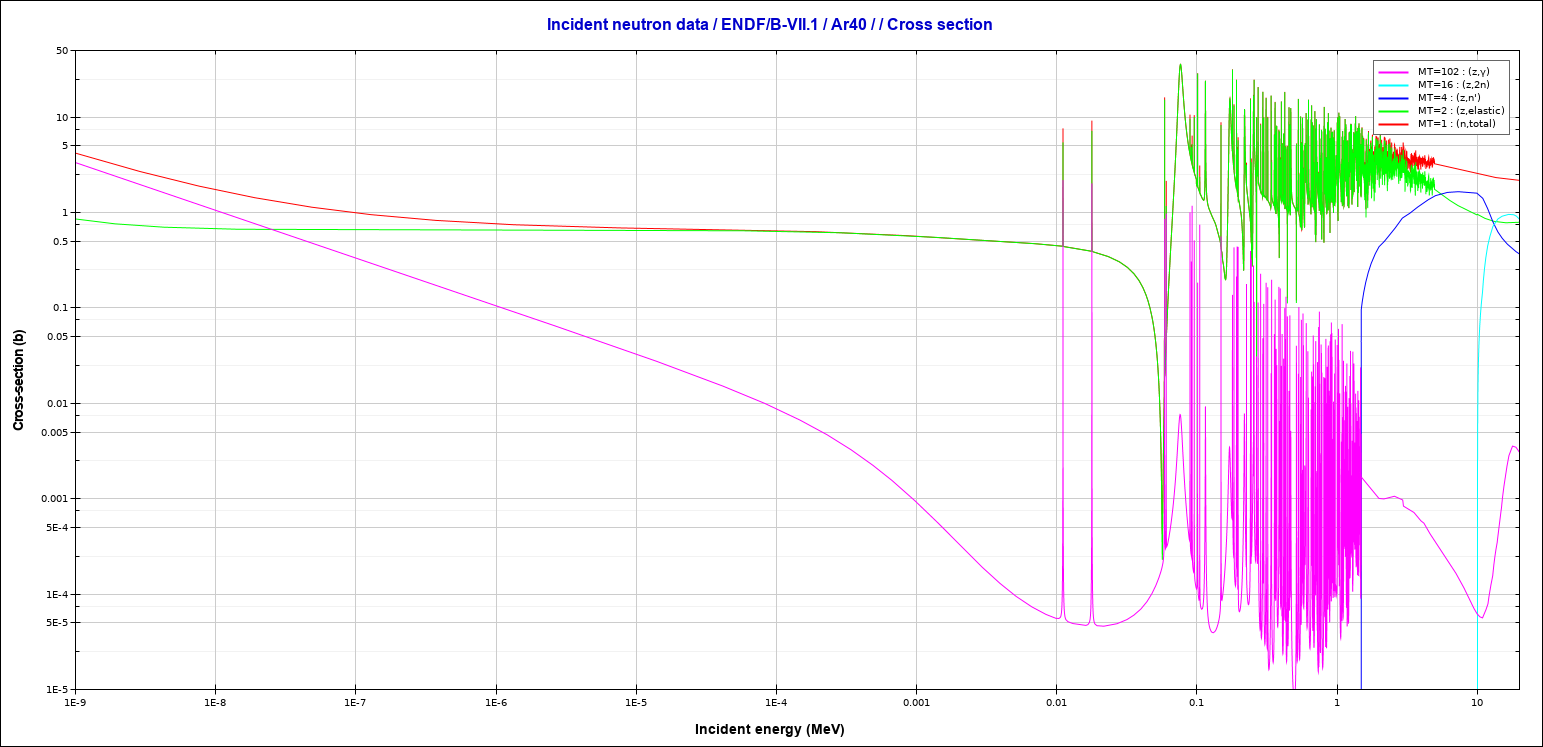 Incident neutron data / ENDF/B-VII.1 / Ar40 / / Cross section
MT=102 : (z,γ)
MT=16 : (z,2n)
MT=4 : (z,n')
MT=2 : (z,elastic)
MT=1 : (n,total)
Cross-section (b)
50
10
5
1
0.5
0.1
0.05
0.01
0.005
0.001
5E-4
1E-4
5E-5
1E-5
1E-9 1E-8 1E-7 1E-6 1E-5 1E-4 0.001 0.01 0.1 1 10
Incident energy (MeV)